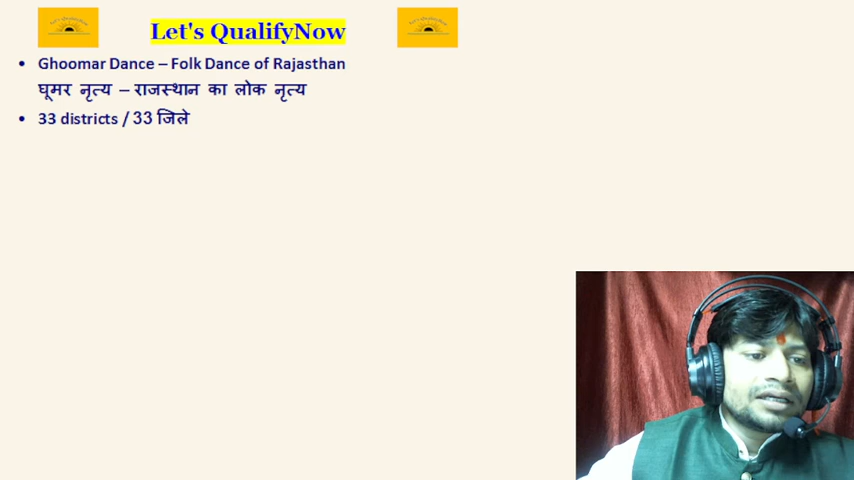 Let's QualifyNow
• Ghoomar Dance – Folk Dance of Rajasthan
घूमर नृत्य – राजस्थान का लोक नृत्य
• 33 districts / 33 जिले